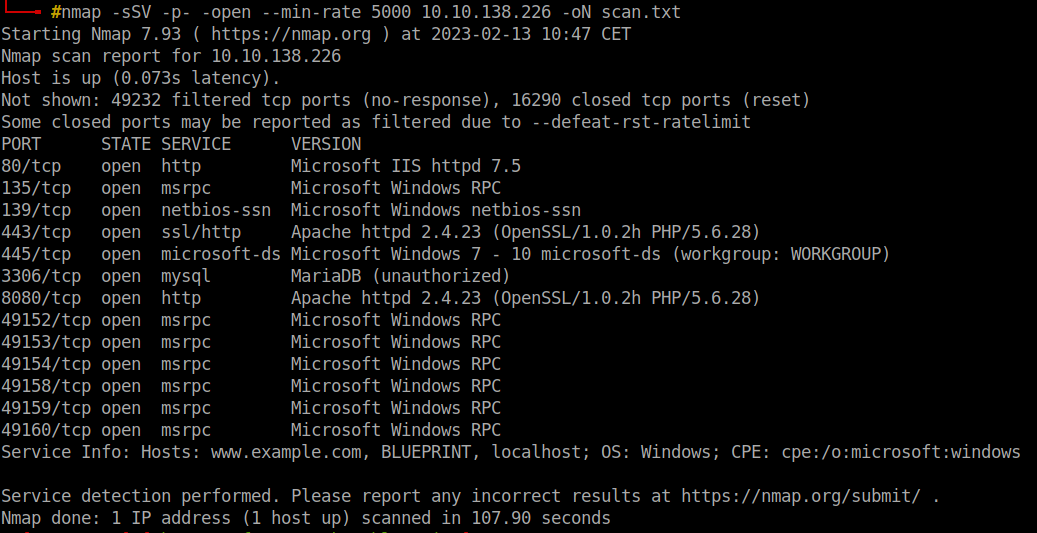 #nmap -sSV -p- -open --min-rate 5000 10.10.138.226 -oN scan.txt
Starting Nmap 7.93 ( https://nmap.org ) at 2023-02-13 10:47 CET
Nmap scan report for 10.10.138.226
Host is up (0.073s latency).
Not shown: 49232 filtered tcp ports (no-response), 16290 closed tcp ports (reset)
Some closed ports may be reported as filtered due to --defeat-rst-ratelimit
PORT      STATE SERVICE      VERSION
80/tcp    open  http         Microsoft IIS httpd 7.5
135/tcp   open  msrpc        Microsoft Windows RPC
139/tcp   open  netbios-ssn  Microsoft Windows netbios-ssn
443/tcp   open  ssl/http     Apache httpd 2.4.23 (OpenSSL/1.0.2h PHP/5.6.28)
445/tcp   open  microsoft-ds Microsoft Windows 7 - 10 microsoft-ds (workgroup: WORKGROUP)
3306/tcp  open  mysql        MariaDB (unauthorized)
8080/tcp  open  http         Apache httpd 2.4.23 (OpenSSL/1.0.2h PHP/5.6.28)
49152/tcp open  msrpc        Microsoft Windows RPC
49153/tcp open  msrpc        Microsoft Windows RPC
49154/tcp open  msrpc        Microsoft Windows RPC
49158/tcp open  msrpc        Microsoft Windows RPC
49159/tcp open  msrpc        Microsoft Windows RPC
49160/tcp open  msrpc        Microsoft Windows RPC
Service Info: Hosts: www.example.com, BLUEPRINT, localhost; OS: Windows; CPE: cpe:/o:microsoft:windows
Service detection performed. Please report any incorrect results at https://nmap.org/submit/ .
Nmap done: 1 IP address (1 host up) scanned in 107.90 seconds